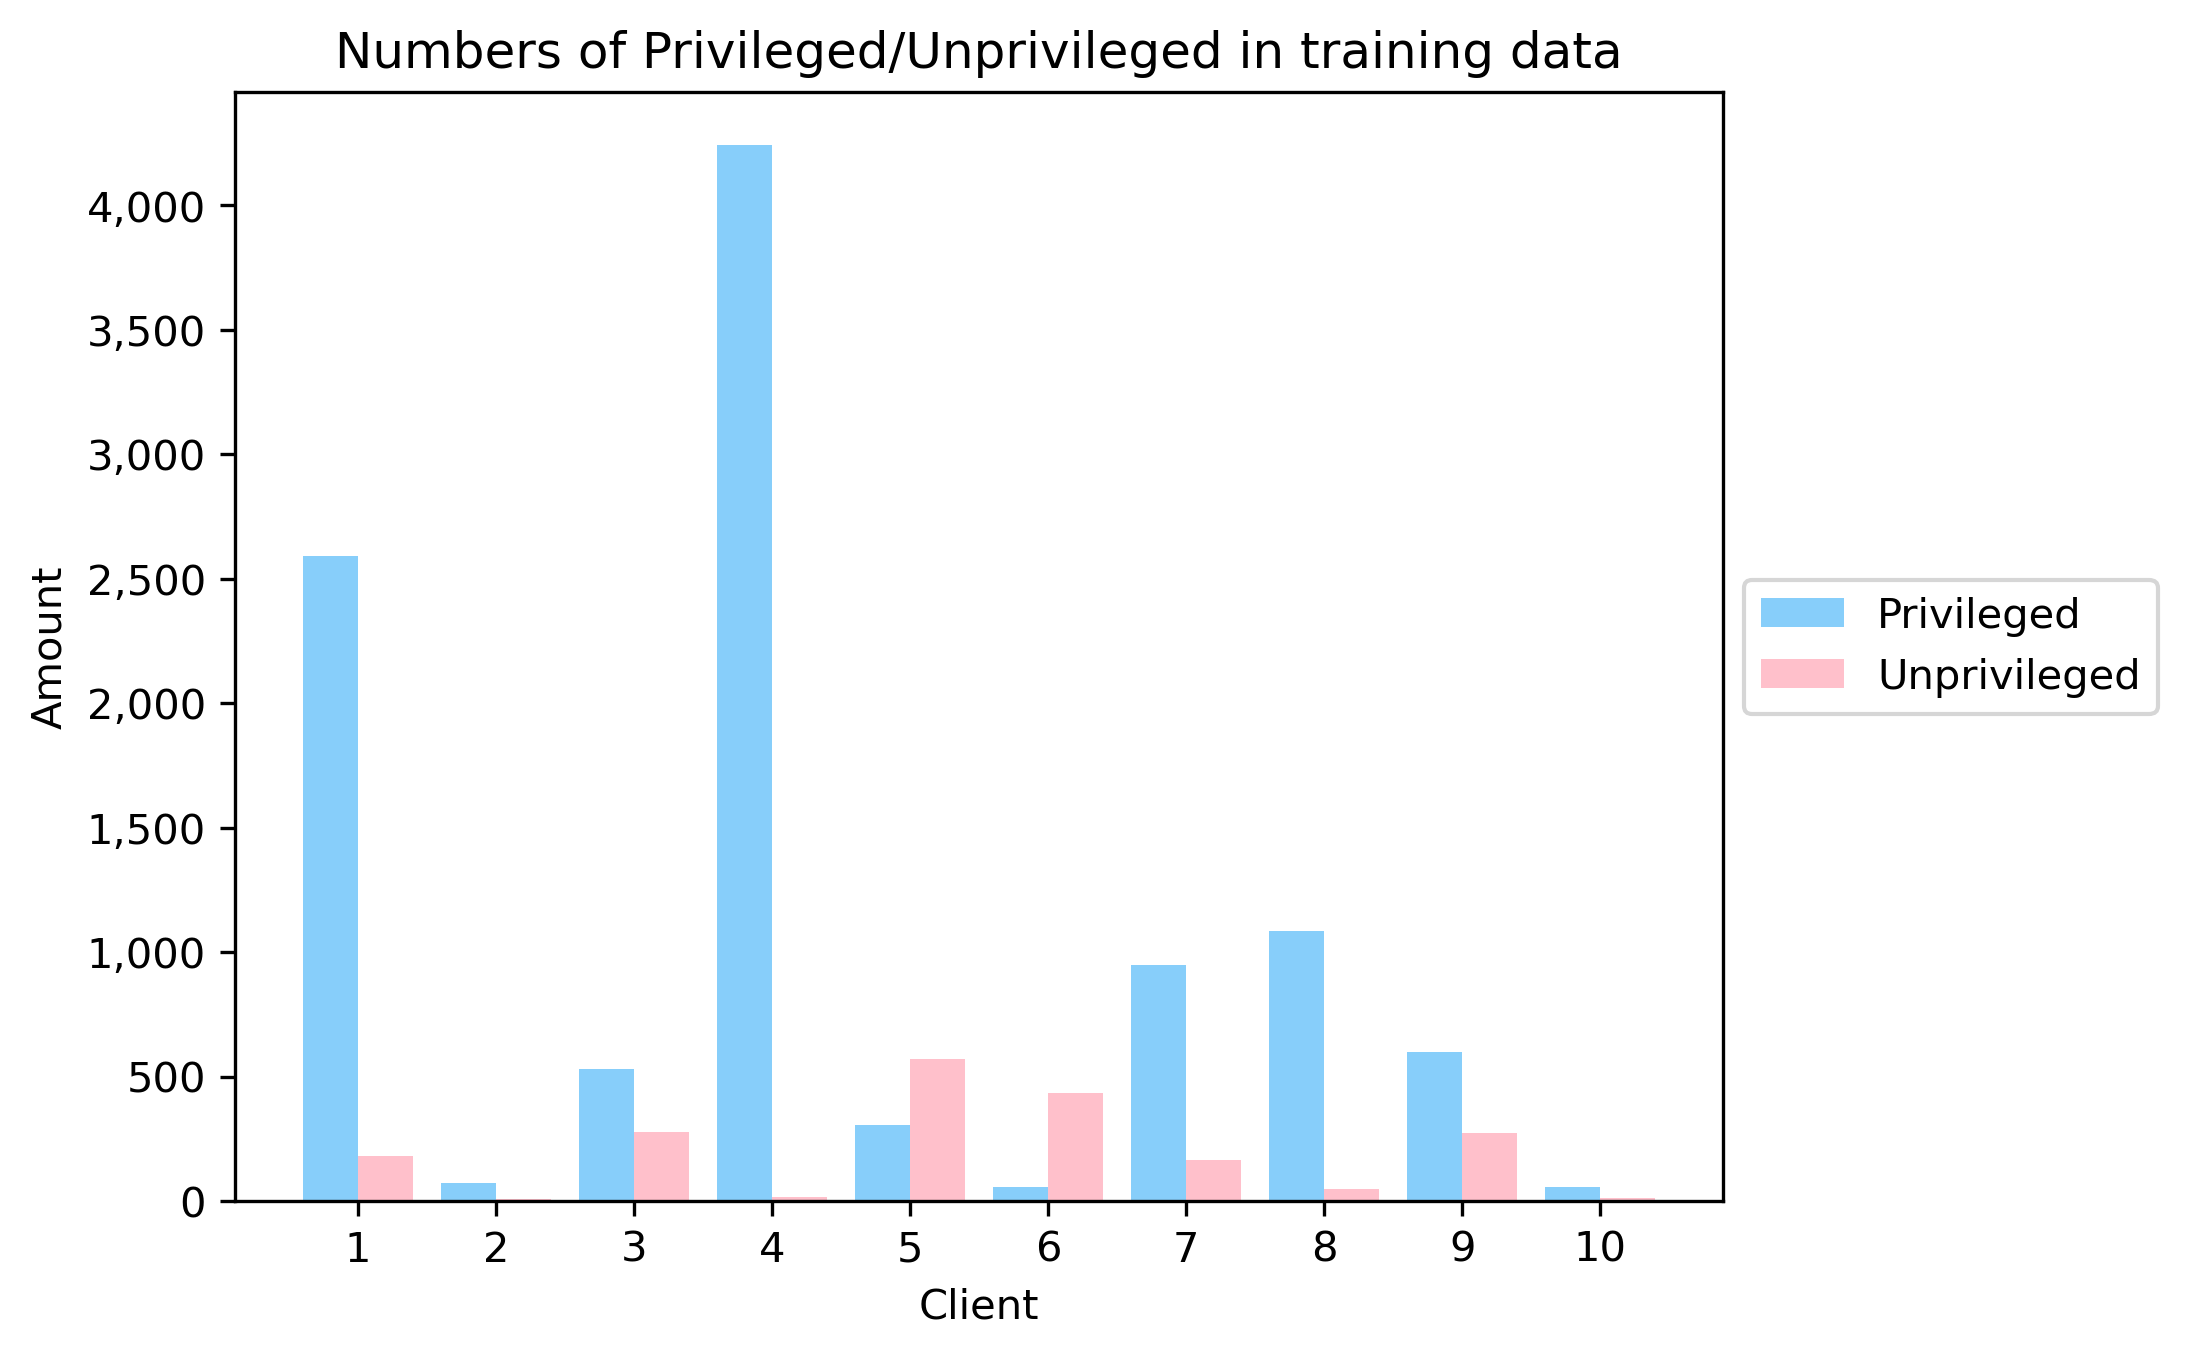 Numbers of Privileged/Unprivileged in training data
Amount
4,000
3,500
3,000
2,500
2,000
1,500
1,000
500
0
1 2 3 4 5 6 7 8 9 10
Client
Privileged
Unprivileged